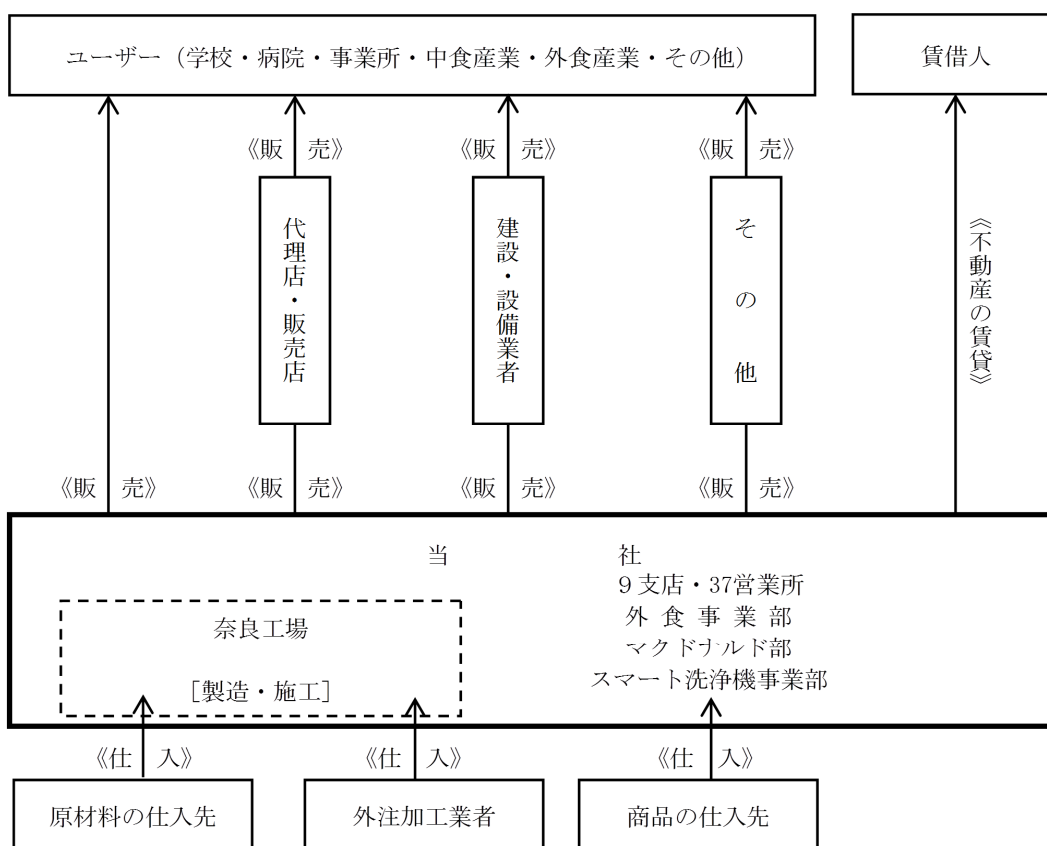 ユーザー（学校・病院・事業所・中食産業・外食産業・その他）
賃借人
《販 売》
《販 売》
《販 売》
代理店・販売店
建設・設備業者
その他
《不動産の賃貸》
《販 売》
《販 売》
《販 売》
《販 売》
当 社
9支店・37営業所
外食事業部
マクドナルド部
スマート洗浄機事業部
奈良工場
［製造・施工］
《仕 入》
《仕 入》
《仕 入》
原材料の仕入先
外注加工業者
商品の仕入先